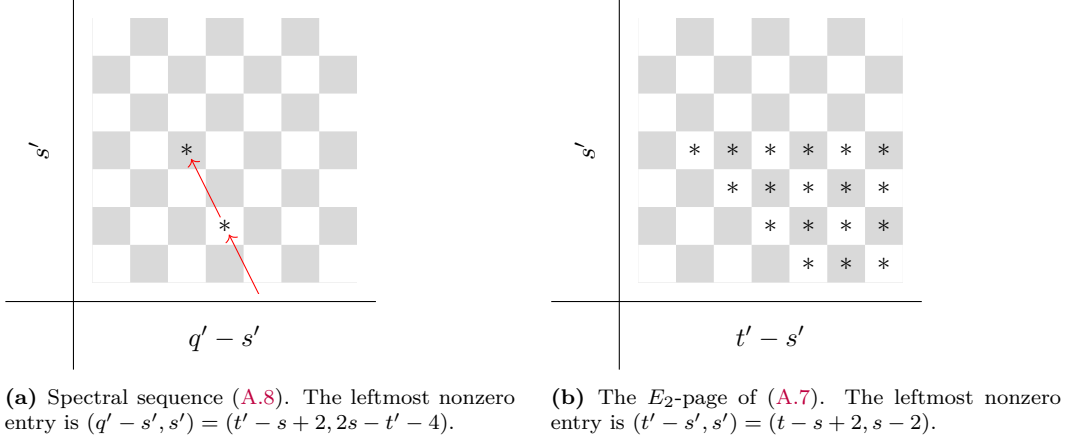 s′
*
*
q′ − s′
(a) Spectral sequence (A.8). The leftmost nonzero
entry is (q′ − s′, s′) = (t′ − s + 2, 2s − t′ − 4).
s′
* * * * * *
* * * * *
* * * *
* * *
t′ − s′
(b) The E₂-page of (A.7). The leftmost nonzero
entry is (t′ − s′, s′) = (t − s + 2, s − 2).